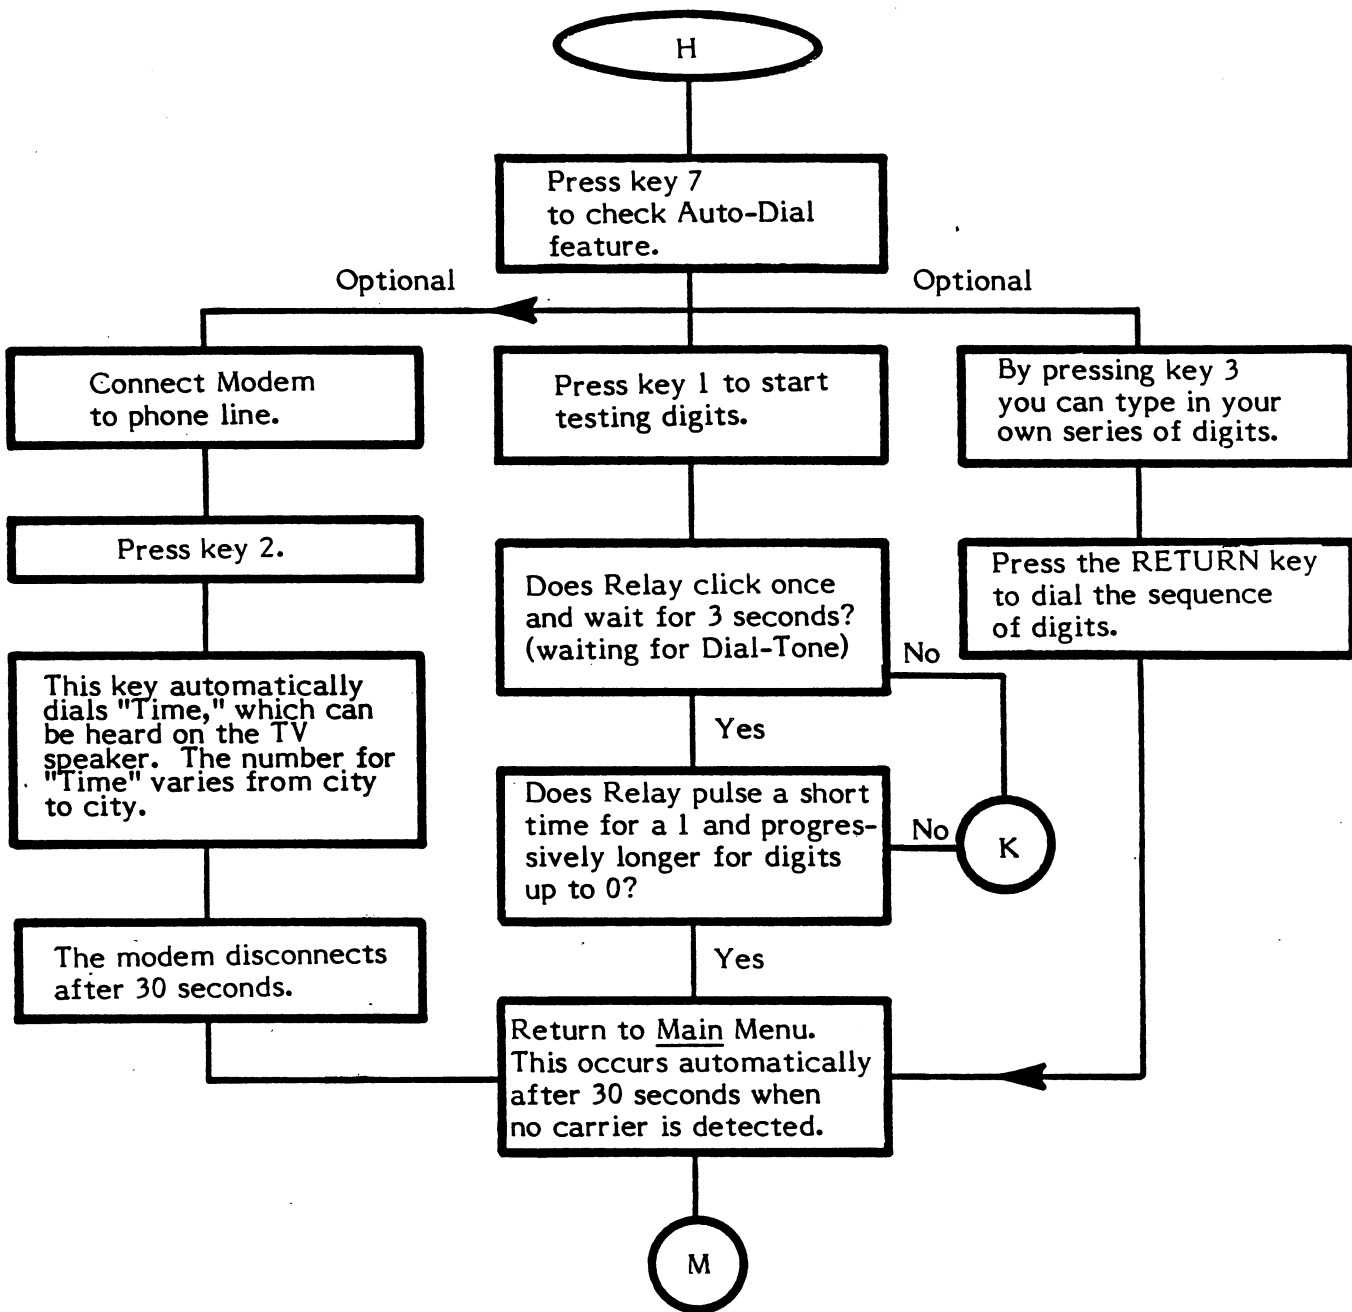 H
Press key 7
to check Auto-Dial
feature.
Optional
Optional
Connect Modem
to phone line.
Press key 1 to start
testing digits.
By pressing key 3
you can type in your
own series of digits.
Press key 2.
Does Relay click once
and wait for 3 seconds?
(waiting for Dial-Tone)
Press the RETURN key
to dial the sequence
of digits.
No
This key automatically
dials "Time," which can
be heard on the TV
speaker. The number for
"Time" varies from city
to city.
Yes
Does Relay pulse a short
time for a 1 and progres-
sively longer for digits
up to 0?
No
K
The modem disconnects
after 30 seconds.
Yes
Return to Main Menu.
This occurs automatically
after 30 seconds when
no carrier is detected.
M